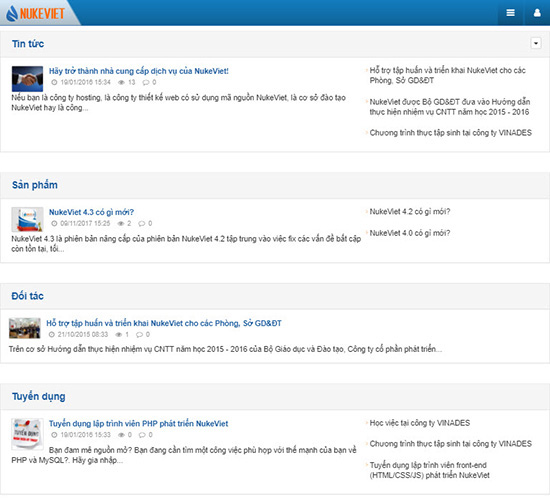 NUKEVIET
Tin tức
Hãy trở thành nhà cung cấp dịch vụ của NukeViet!
19/01/2016 15:34 13 0
Nếu bạn là công ty hosting, là công ty thiết kế web có sử dụng mã nguồn NukeViet, là cơ sở đào tạo
NukeViet hay là công...
Hỗ trợ tập huấn và triển khai NukeViet cho các
Phòng, Sở GD&ĐT
NukeViet được Bộ GD&ĐT đưa vào Hướng dẫn
thực hiện nhiệm vụ CNTT năm học 2015 - 2016
Chương trình thực tập sinh tại công ty VINADES
Sản phẩm
NukeViet 4.3 có gì mới?
09/11/2017 15:25 2 0
NukeViet 4.3 là phiên bản nâng cấp của phiên bản NukeViet 4.2 tập trung vào việc fix các vấn đề bất cập
còn tồn tại, tối...
NukeViet 4.2 có gì mới?
NukeViet 4.0 có gì mới?
Đối tác
Hỗ trợ tập huấn và triển khai NukeViet cho các Phòng, Sở GD&ĐT
21/10/2015 08:33 1 0
Trên cơ sở Hướng dẫn thực hiện nhiệm vụ CNTT năm học 2015 - 2016 của Bộ Giáo dục và Đào tạo, Công ty cổ phần phát triển...
Tuyển dụng
TUYỂN DỤNG
Tuyển dụng lập trình viên PHP phát triển NukeViet
19/01/2016 15:33 0 0
Bạn đam mê nguồn mở? Bạn đang cần tìm một công việc phù hợp với thế mạnh của bạn về
PHP và MySQL?. Hãy gia nhập...
Học việc tại công ty VINADES
Chương trình thực tập sinh tại công ty VINADES
Tuyển dụng lập trình viên front-end
(HTML/CSS/JS) phát triển NukeViet